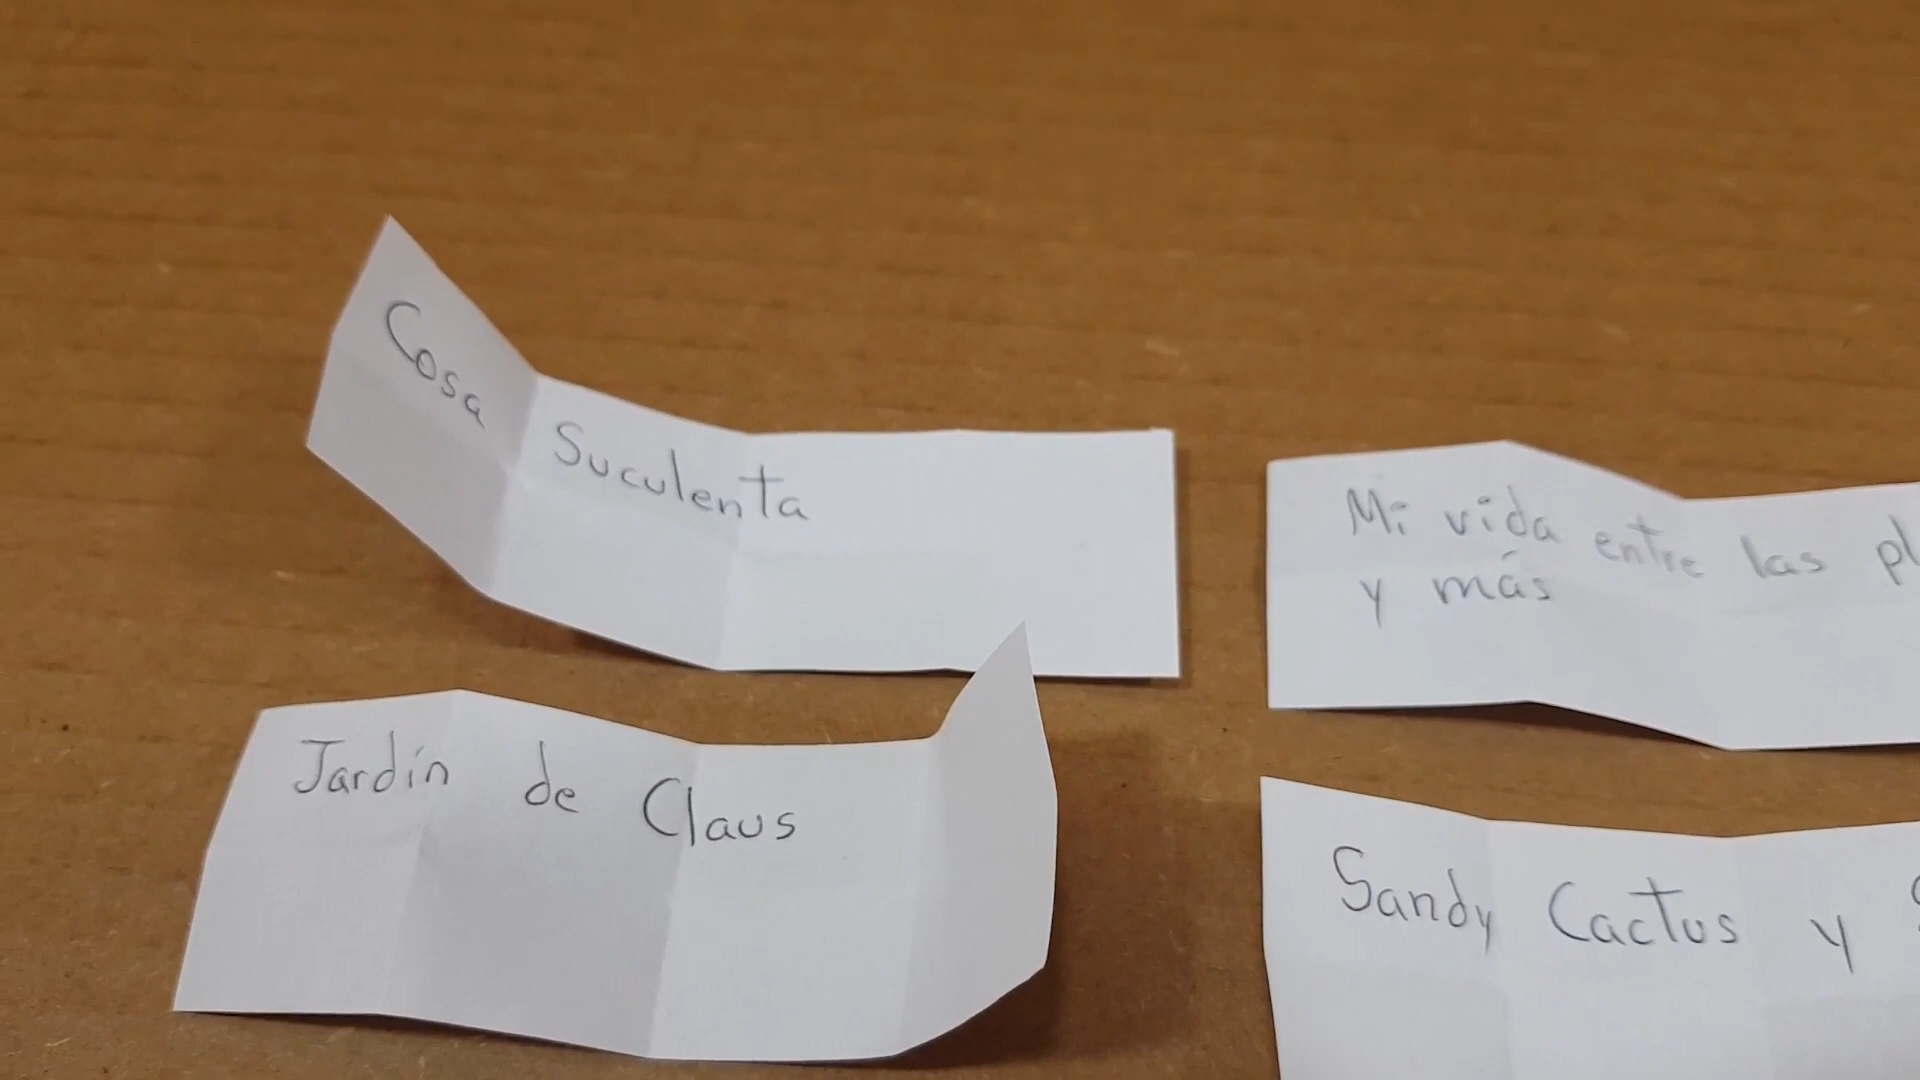 Cosa Suculenta
Mi vida entre las
y más
Jardín de Claus
Sandy Cactus y